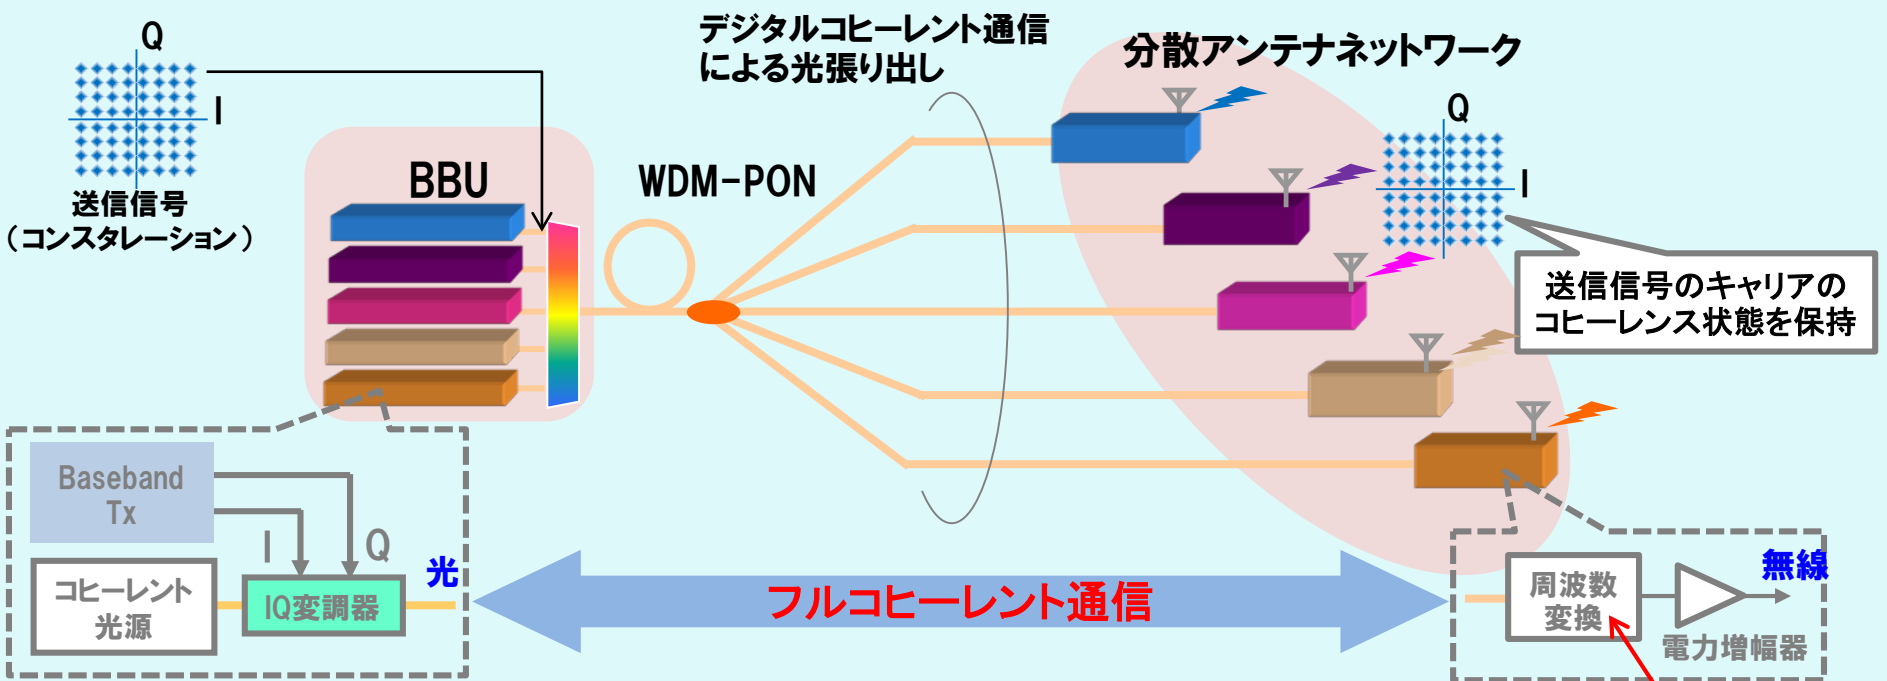 Q
I
送信信号
(コンスタレーション)
BBU
WDM-PON
デジタルコヒーレント通信
による光張り出し
分散アンテナネットワーク
Q
I
送信信号のキャリアの
コヒーレンス状態を保持
Baseband
Tx
I
Q
コヒーレント
光源
IQ変調器
光
フルコヒーレント通信
周波数
変換
無線
電力増幅器